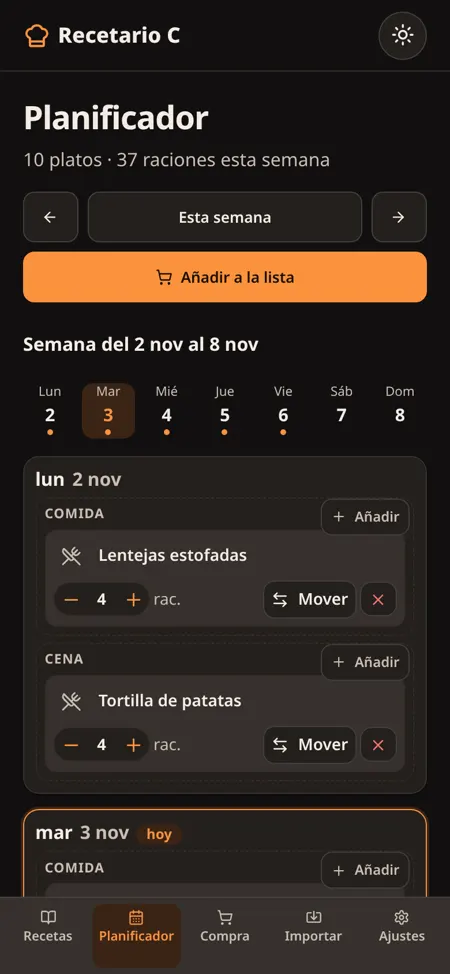 Recetario C
Planificador
10 platos · 37 raciones esta semana
Esta semana
Añadir a la lista
Semana del 2 nov al 8 nov
Lun Mar Mié Jue Vie Sáb Dom
2 3 4 5 6 7 8
lun 2 nov
COMIDA + Añadir
Lentejas estofadas
− 4 + rac. Mover
CENA + Añadir
Tortilla de patatas
− 4 + rac. Mover
mar 3 nov hoy
COMIDA + Añadir
Recetas Planificador Compra Importar Ajustes